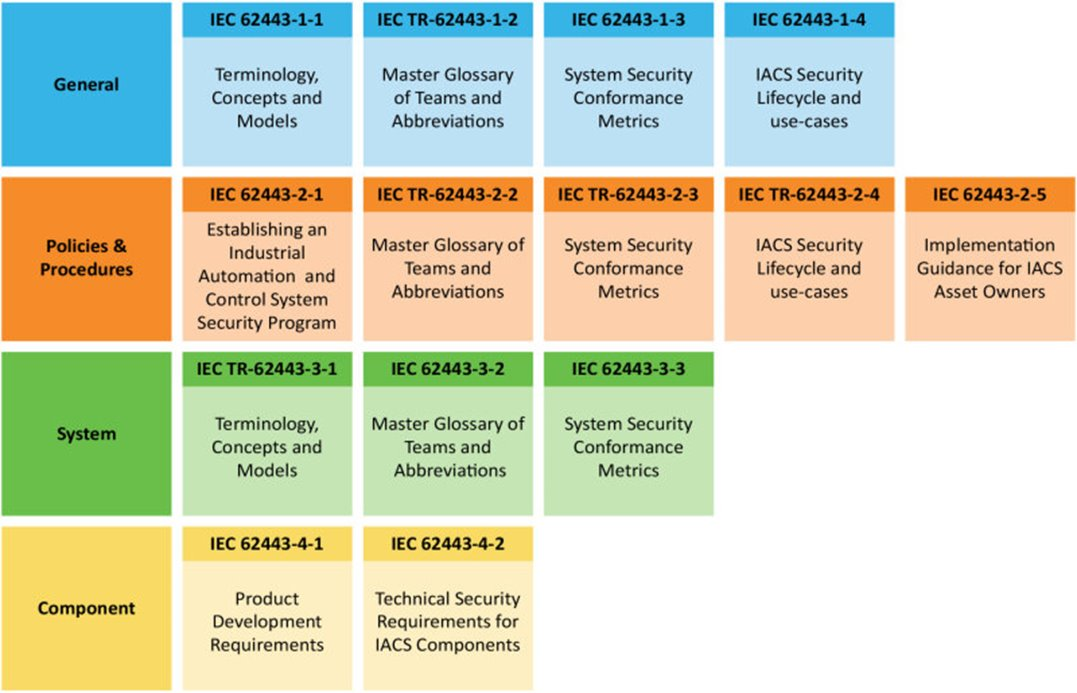 General
IEC 62443-1-1
Terminology,
Concepts and
Models
IEC TR-62443-1-2
Master Glossary
of Teams and
Abbreviations
IEC 62443-1-3
System Security
Conformance
Metrics
IEC 62443-1-4
IACS Security
Lifecycle and
use-cases
Policies &
Procedures
IEC 62443-2-1
Establishing an
Industrial
Automation  and
Control System
Security Program
IEC TR-62443-2-2
Master Glossary of
Teams and
Abbreviations
IEC TR-62443-2-3
System Security
Conformance
Metrics
IEC TR-62443-2-4
IACS Security
Lifecycle and
use-cases
IEC 62443-2-5
Implementation
Guidance for IACS
Asset Owners
System
IEC TR-62443-3-1
Terminology,
Concepts and
Models
IEC 62443-3-2
Master Glossary of
Teams and
Abbreviations
IEC 62443-3-3
System Security
Conformance
Metrics
Component
IEC 62443-4-1
Product
Development
Requirements
IEC 62443-4-2
Technical Security
Requirements for
IACS Components